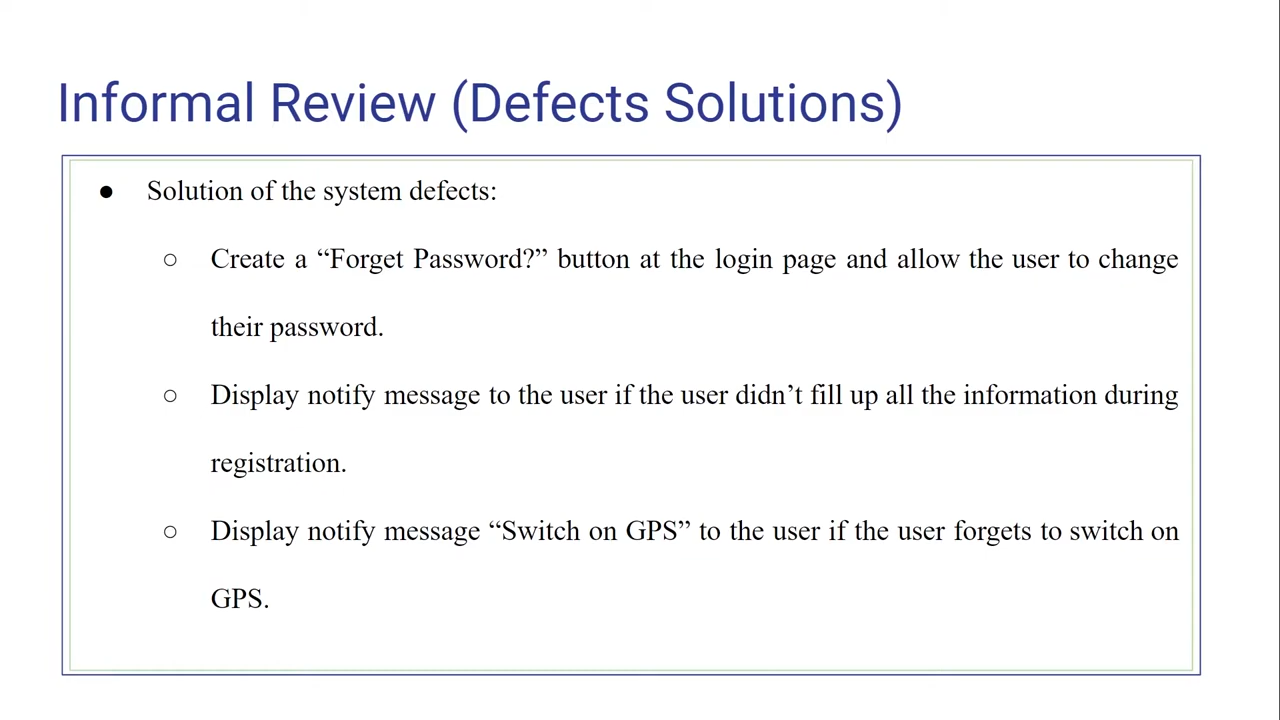 Informal Review (Defects Solutions)
● Solution of the system defects:
○ Create a “Forget Password?” button at the login page and allow the user to change
their password.
○ Display notify message to the user if the user didn’t fill up all the information during
registration.
○ Display notify message “Switch on GPS” to the user if the user forgets to switch on
GPS.